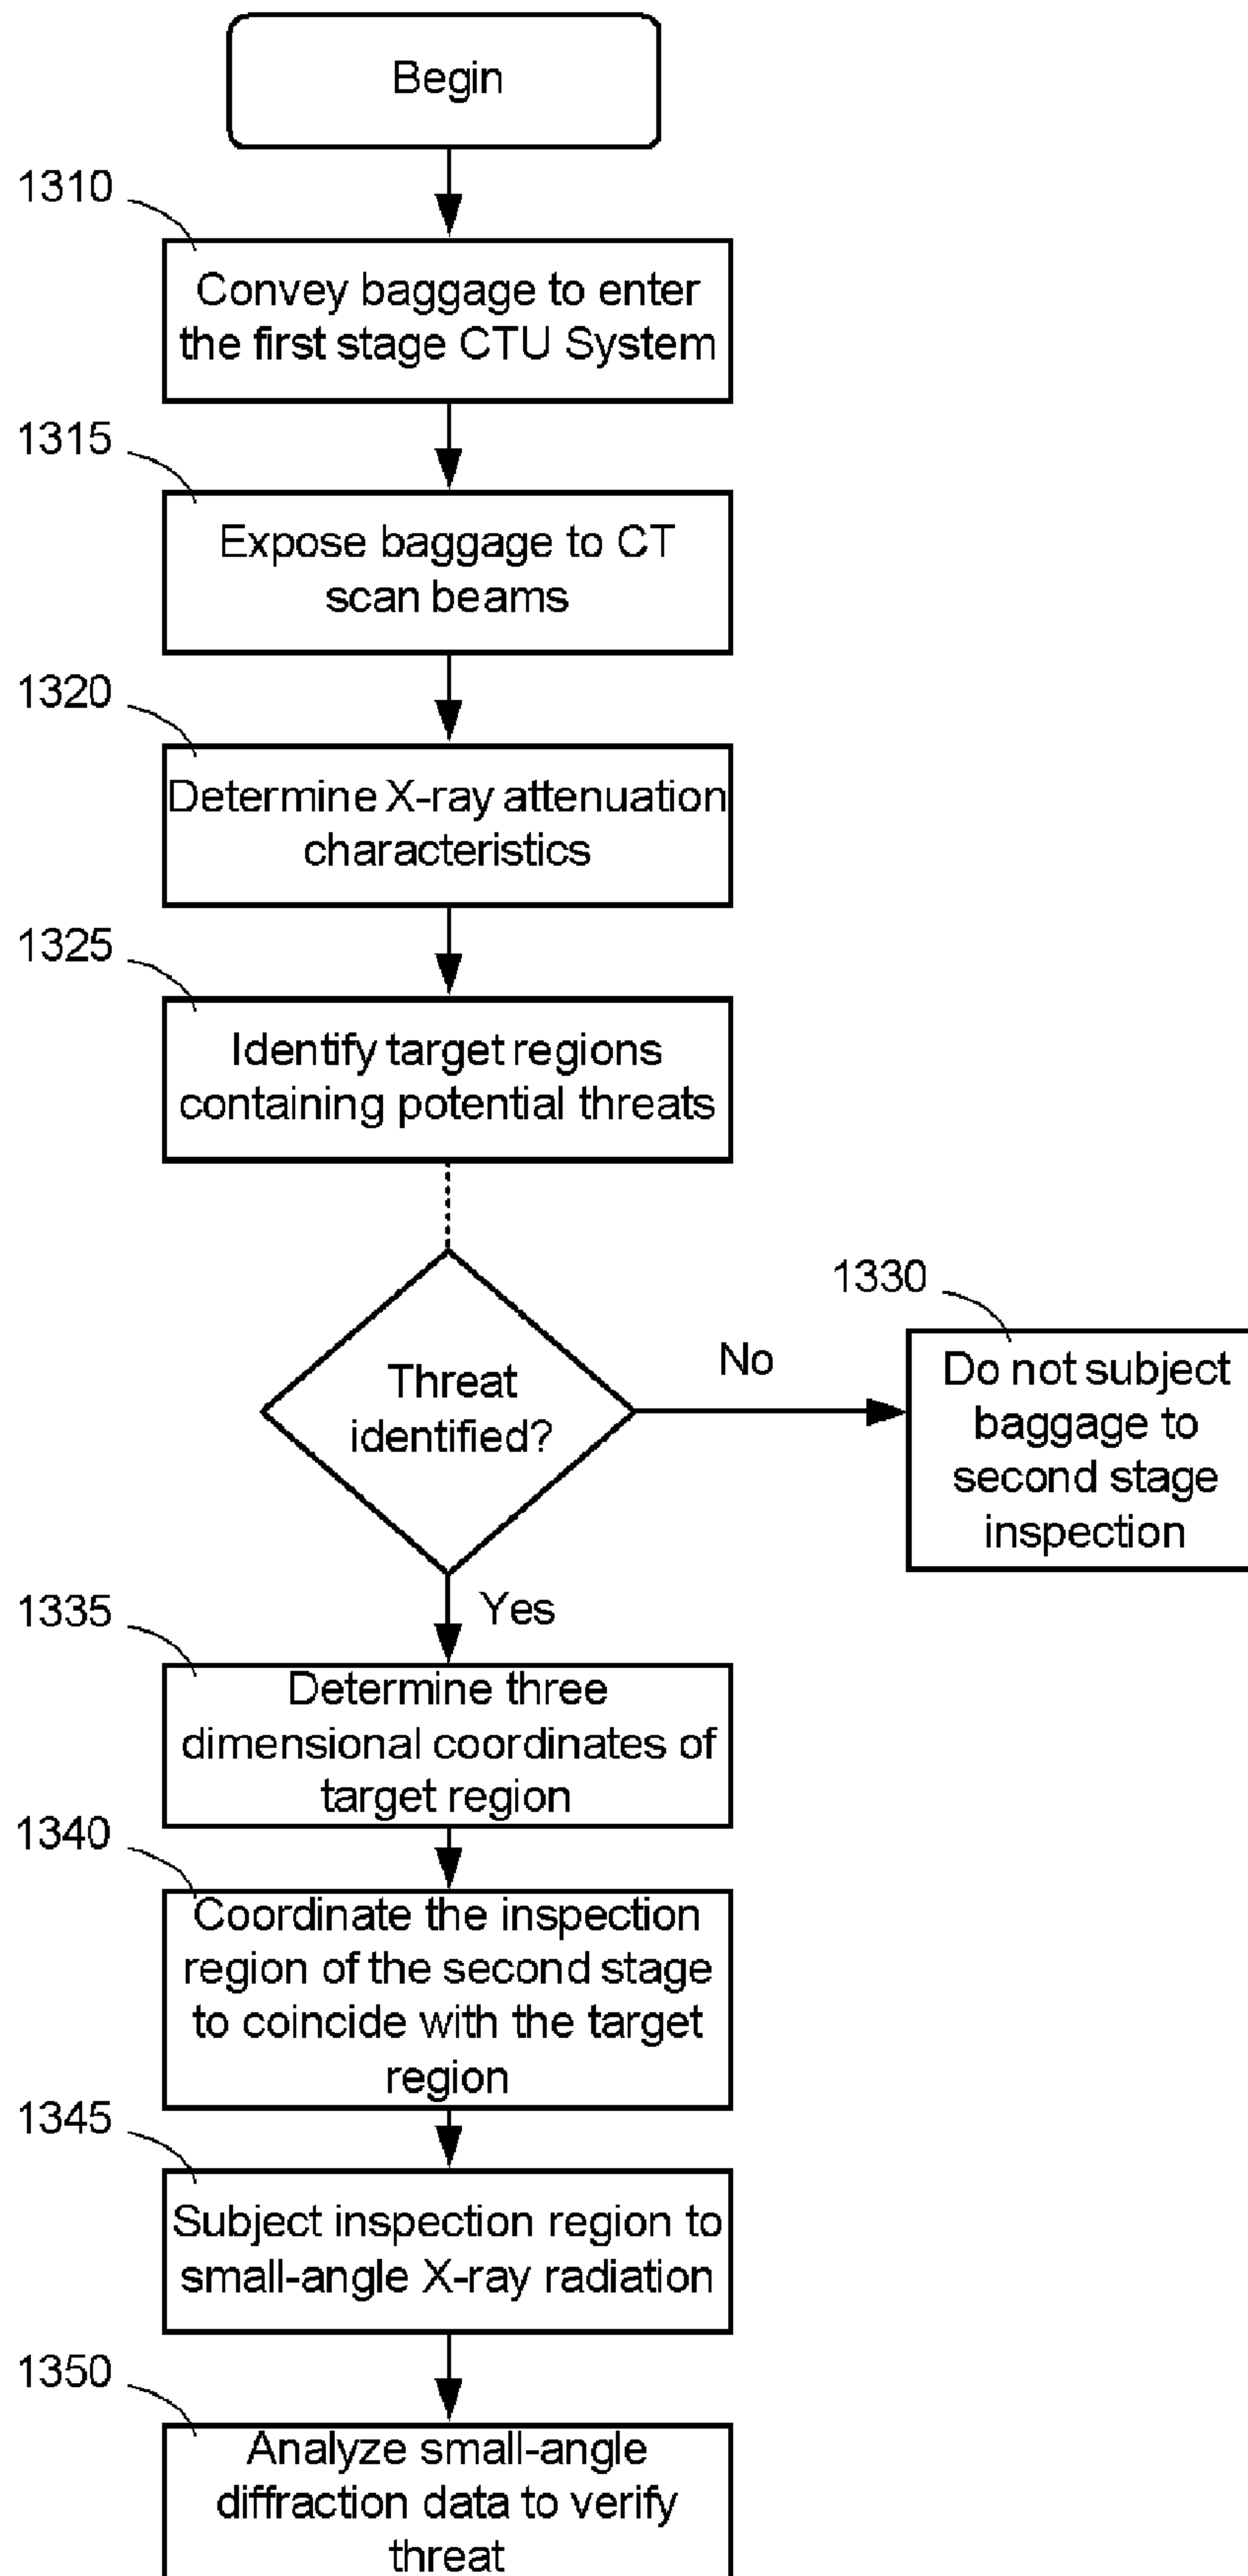 Begin
1310
Convey baggage to enter
the first stage CTU System
1315
Expose baggage to CT
scan beams
1320
Determine X-ray attenuation
characteristics
1325
Identify target regions
containing potential threats
Threat
identified?
No
1330
Do not subject
baggage to
second stage
inspection
Yes
1335
Determine three
dimensional coordinates of
target region
1340
Coordinate the inspection
region of the second stage
to coincide with the target
region
1345
Subject inspection region to
small-angle X-ray radiation
1350
Analyze small-angle
diffraction data to verify
threat